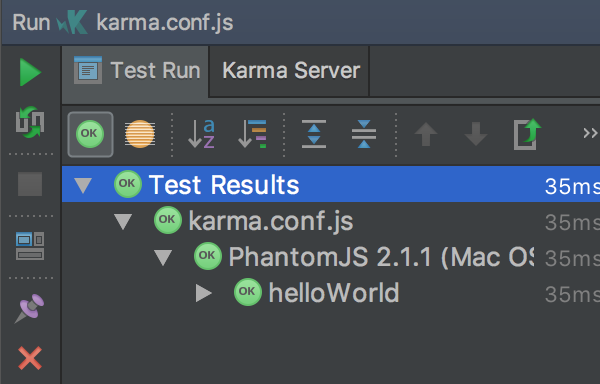 Run karma.conf.js
Test Run Karma Server
OK a z
OK Test Results 35ms
OK karma.conf.js 35ms
OK PhantomJS 2.1.1 (Mac OS 35ms
OK helloWorld 35ms